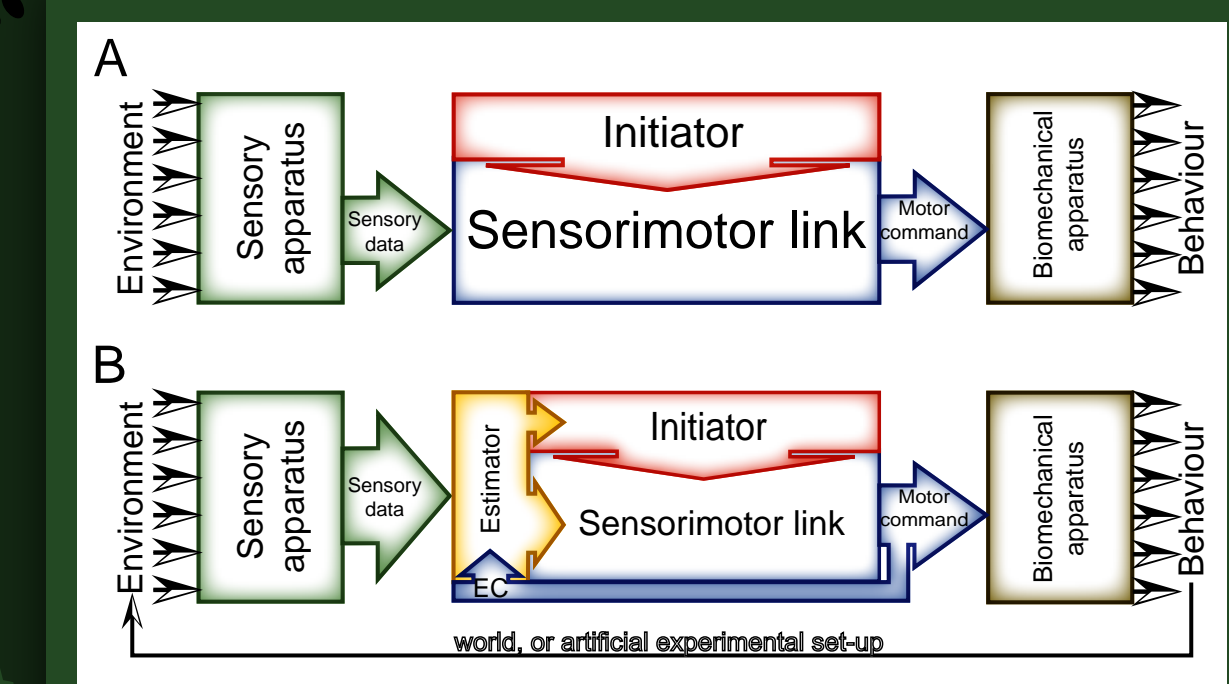 A
Environment
Sensory
apparatus
Sensory
data
Initiator
Sensorimotor link
Motor
command
Biomechanical
apparatus
Behaviour
B
Environment
Sensory
apparatus
Sensory
data
Estimator
EC
Initiator
Sensorimotor link
Motor
command
Biomechanical
apparatus
Behaviour
world, or artificial experimental set-up